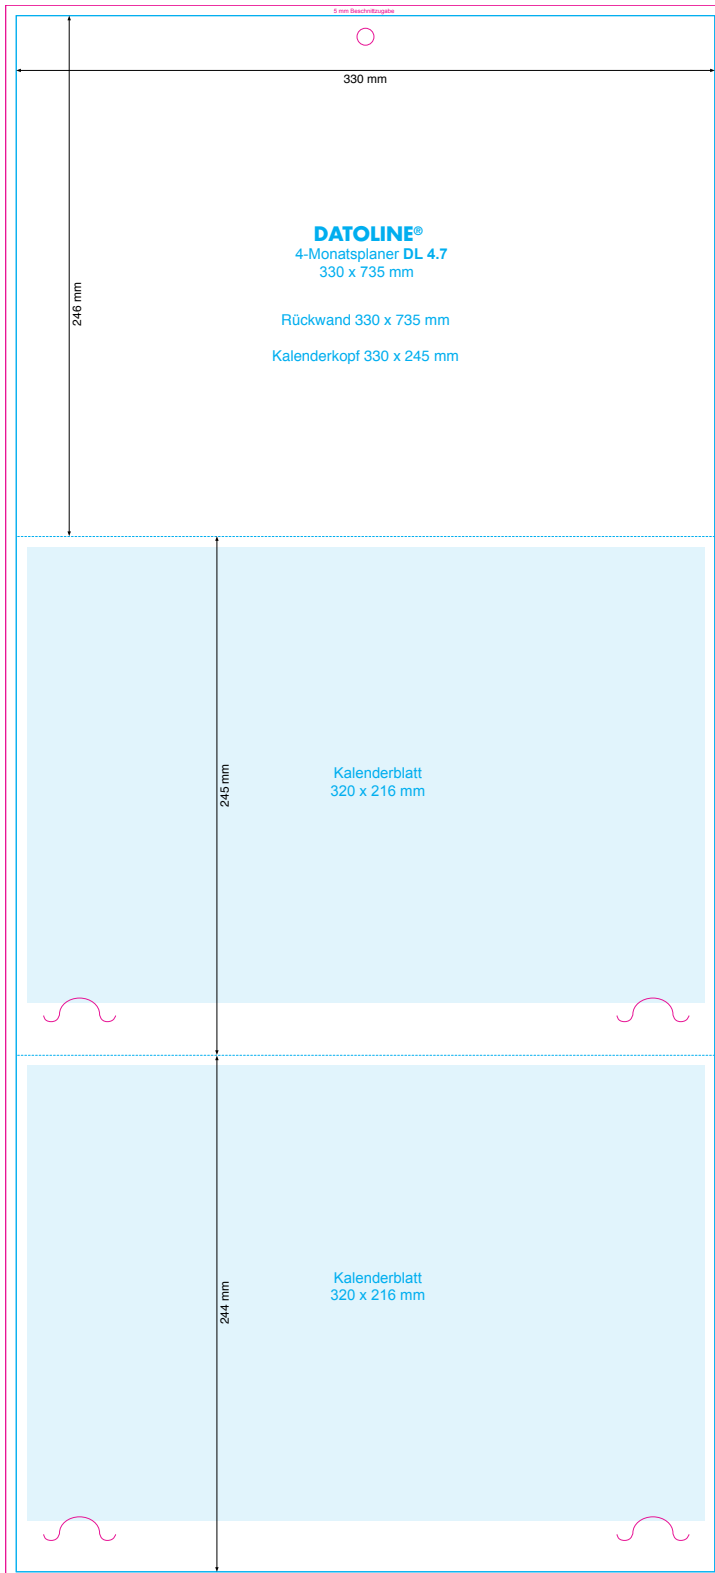 5 mm Beschnittzugabe
330 mm
DATOLINE®
4-Monatsplaner DL 4.7
330 x 735 mm
246 mm
Rückwand 330 x 735 mm
Kalenderkopf 330 x 245 mm
245 mm
Kalenderblatt
320 x 216 mm
244 mm
Kalenderblatt
320 x 216 mm